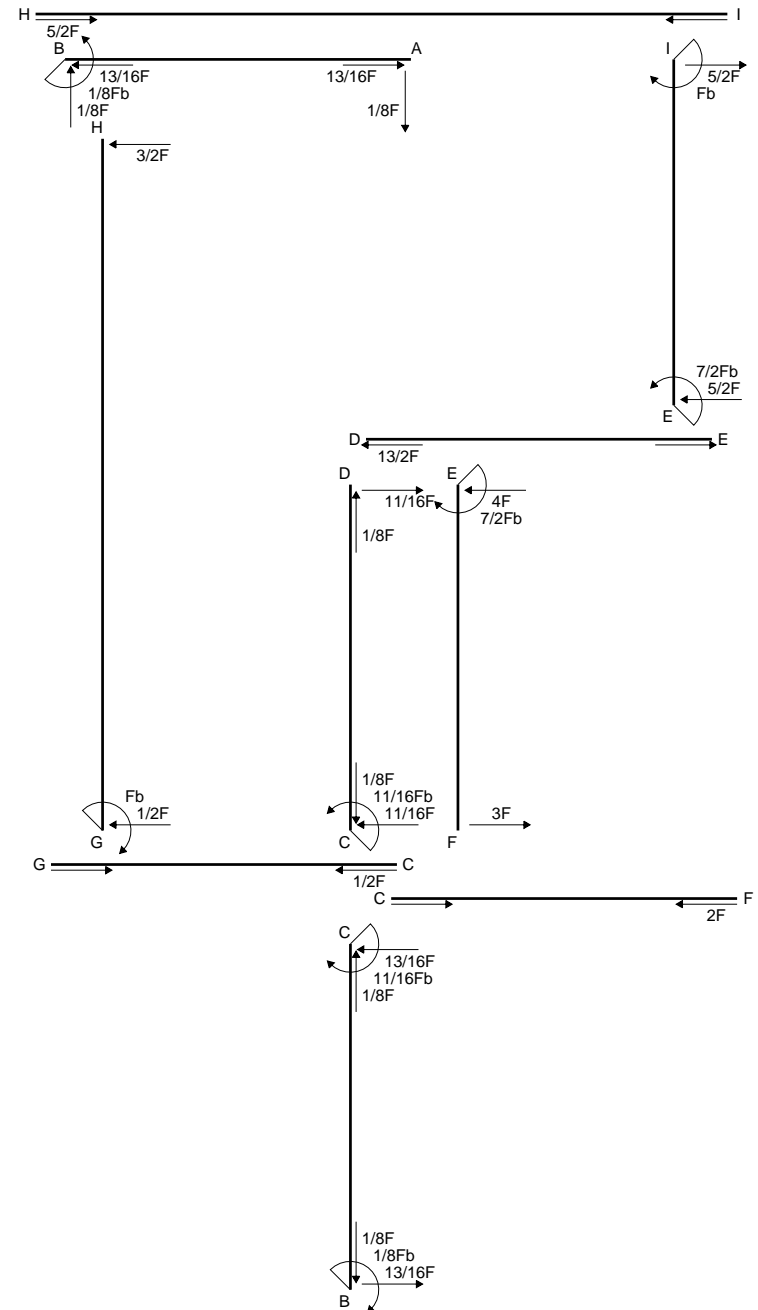 H I
5/2F
B A
13/16F 13/16F
1/8Fb
1/8F 1/8F
I
5/2F
Fb
H
3/2F
7/2Fb
5/2F
E
D E
13/2F
D E
11/16F 4F
7/2Fb
1/8F
Fb
1/2F
G
1/8F
11/16Fb
11/16F
C
3F
F
G C
1/2F
C F
2F
C
13/16F
11/16Fb
1/8F
1/8F
1/8Fb
13/16F
B